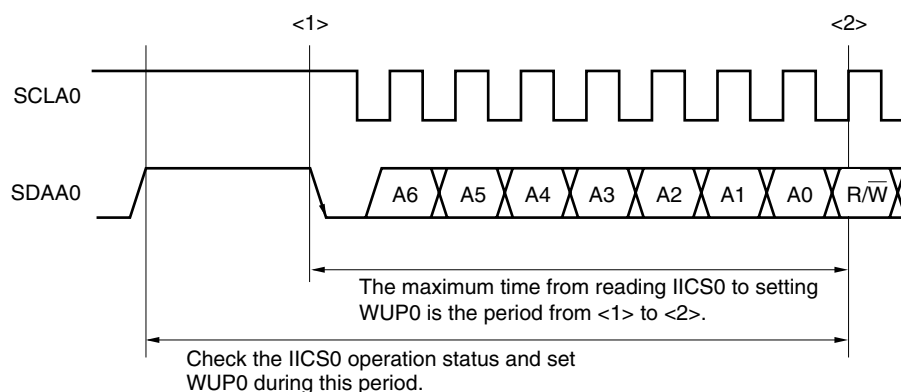 <1> <2>
SCLA0
SDAA0 A6 A5 A4 A3 A2 A1 A0 R/W̅
The maximum time from reading IICS0 to setting
WUP0 is the period from <1> to <2>.
Check the IICS0 operation status and set
WUP0 during this period.